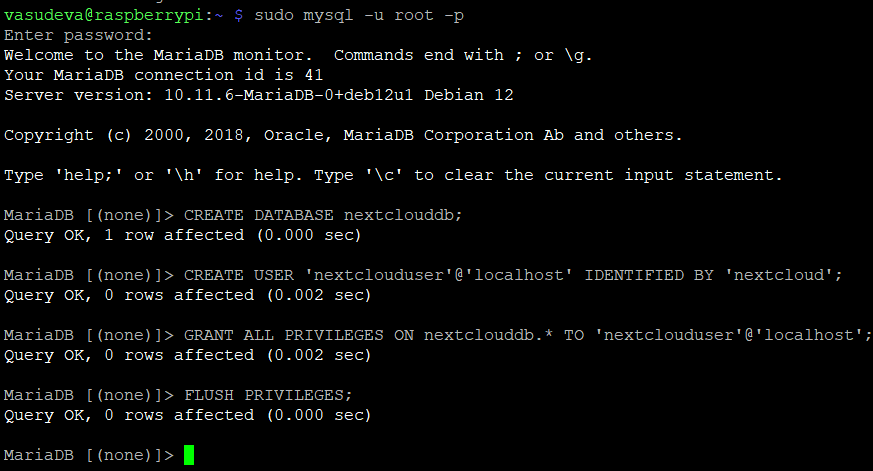 vasudeva@raspberrypi:~ $ sudo mysql -u root -p
Enter password:
Welcome to the MariaDB monitor.  Commands end with ; or \g.
Your MariaDB connection id is 41
Server version: 10.11.6-MariaDB-0+deb12u1 Debian 12
Copyright (c) 2000, 2018, Oracle, MariaDB Corporation Ab and others.
Type 'help;' or '\h' for help. Type '\c' to clear the current input statement.
MariaDB [(none)]> CREATE DATABASE nextclouddb;
Query OK, 1 row affected (0.000 sec)
MariaDB [(none)]> CREATE USER 'nextclouduser'@'localhost' IDENTIFIED BY 'nextcloud';
Query OK, 0 rows affected (0.002 sec)
MariaDB [(none)]> GRANT ALL PRIVILEGES ON nextclouddb.* TO 'nextclouduser'@'localhost';
Query OK, 0 rows affected (0.002 sec)
MariaDB [(none)]> FLUSH PRIVILEGES;
Query OK, 0 rows affected (0.000 sec)
MariaDB [(none)]>